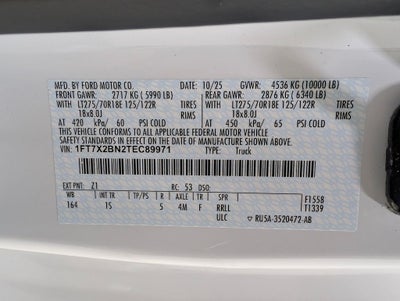 MFD. BY FORD MOTOR CO. 10/25 GVWR: 4536 KG (10000 LB)
FRONT GAWR: 2717 KG (5990 LB) REAR GAWR: 2876 KG (6340 LB)
WITH LT275/70R18E 125/122R TIRES WITH LT275/70R18E 125/122R TIRES
18x8.0J RIMS 18x8.0J RIMS
AT 420 kPa/ 60 PSI COLD AT 450 kPa/ 65 PSI COLD
THIS VEHICLE CONFORMS TO ALL APPLICABLE FEDERAL MOTOR VEHICLE
SAFETY STANDARDS IN EFFECT ON THE DATE OF MANUFACTURE SHOWN ABOVE.
VIN: 1FT7X2BN2TEC89971 TYPE: Truck
EXT PNT: Z1 RC: 53 DSO:
WB INT TR TP/PS R AXLE TR SPR F1558
164 1S 5 4M F RRLL T1339
ULC RU5A-3520472-AB